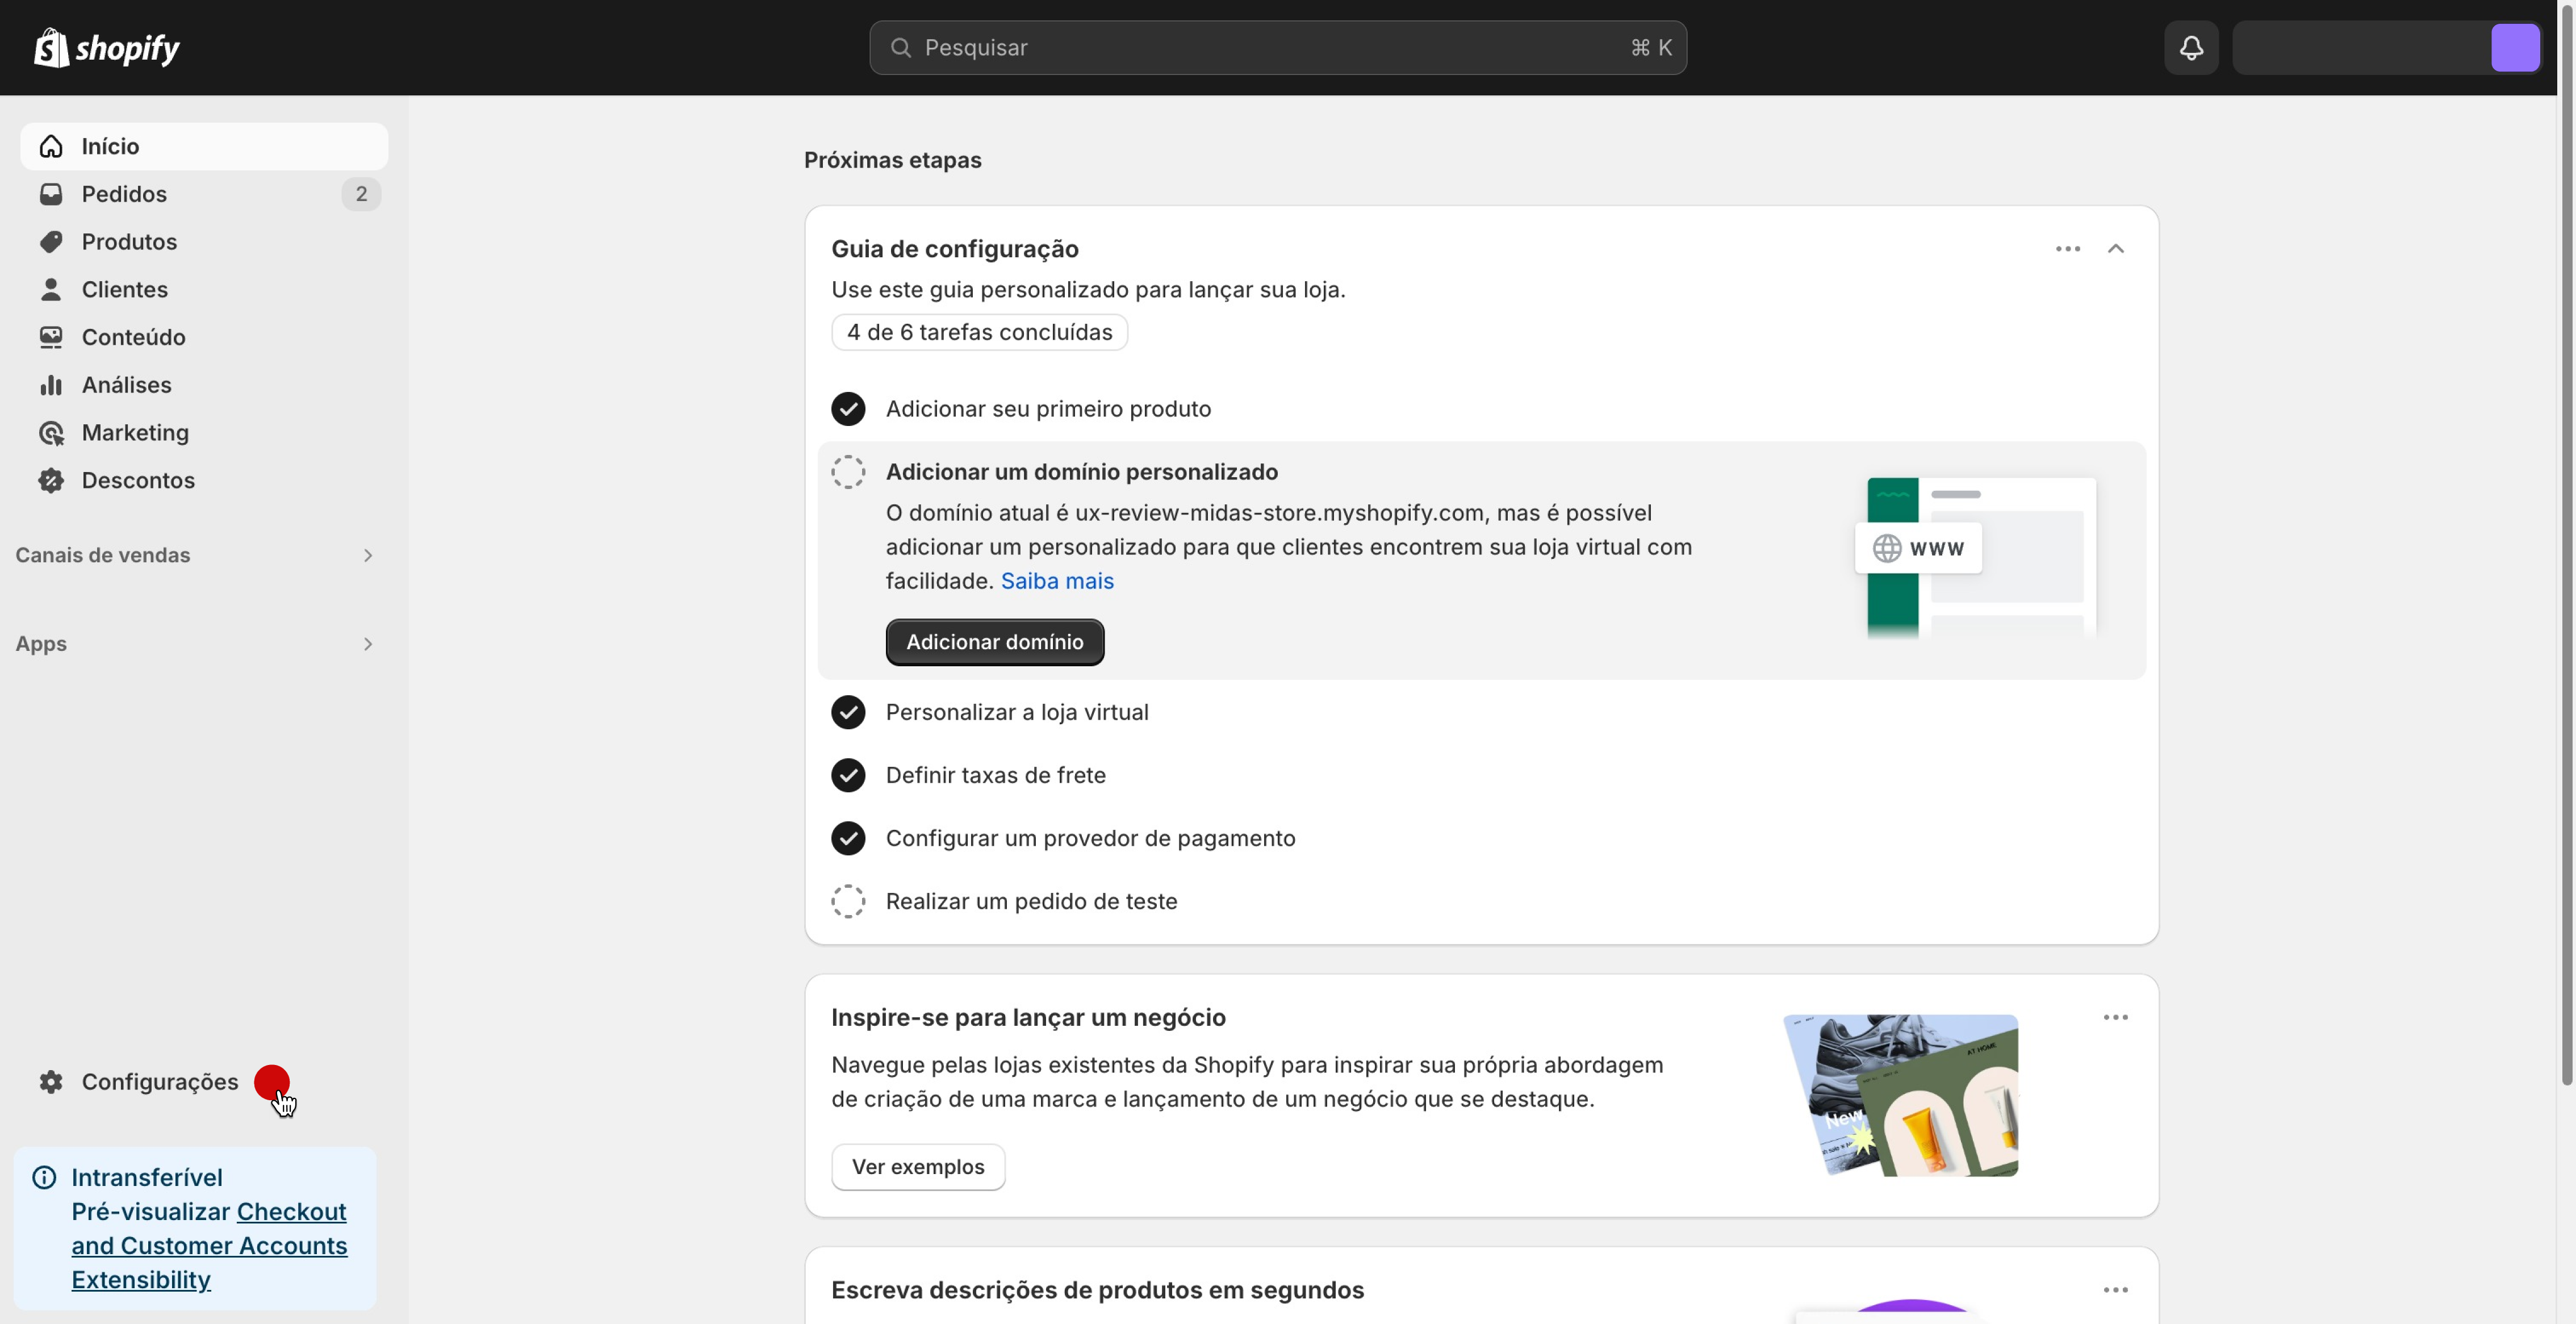 shopify
Pesquisar
⌘ K
Início
Pedidos
2
Produtos
Clientes
Conteúdo
Análises
Marketing
Descontos
Canais de vendas
Apps
Configurações
Intransferível
Pré-visualizar Checkout
and Customer Accounts
Extensibility
Próximas etapas
Guia de configuração
Use este guia personalizado para lançar sua loja.
4 de 6 tarefas concluídas
Adicionar seu primeiro produto
Adicionar um domínio personalizado
O domínio atual é ux-review-midas-store.myshopify.com, mas é possível
adicionar um personalizado para que clientes encontrem sua loja virtual com
facilidade. Saiba mais
www
Adicionar domínio
Personalizar a loja virtual
Definir taxas de frete
Configurar um provedor de pagamento
Realizar um pedido de teste
Inspire-se para lançar um negócio
Navegue pelas lojas existentes da Shopify para inspirar sua própria abordagem
de criação de uma marca e lançamento de um negócio que se destaque.
AT HOME
New
Ver exemplos
Escreva descrições de produtos em segundos